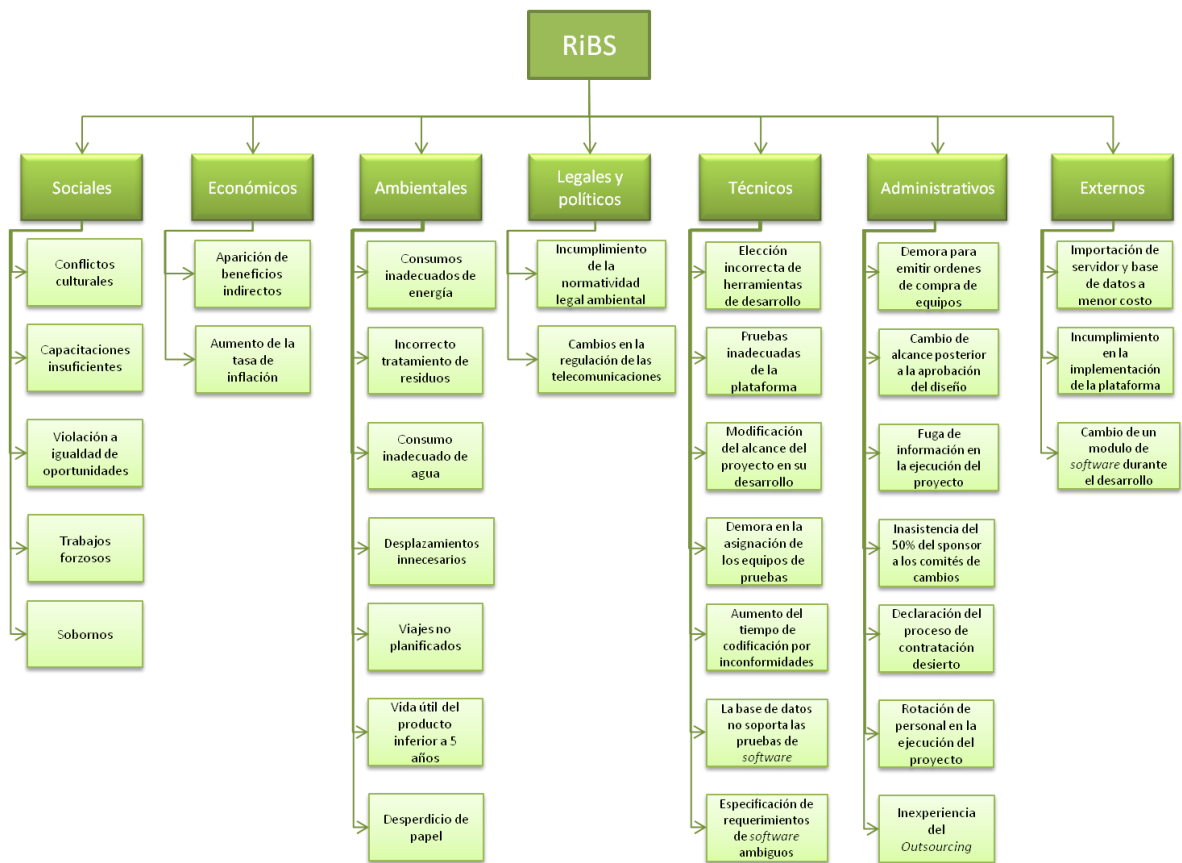 RiBS
Sociales
Conflictos
culturales
Capacitaciones
insuficientes
Violación a
igualdad de
oportunidades
Trabajos
forzosos
Sobornos
Económicos
Aparición de
beneficios
indirectos
Aumento de la
tasa de
inflación
Ambientales
Consumos
inadecuados de
energía
Incorrecto
tratamiento de
residuos
Consumo
inadecuado de
agua
Desplazamientos
innecesarios
Viajes no
planificados
Vida útil del
producto
inferior a 5
años
Desperdicio de
papel
Legales y
políticos
Incumplimiento
de la
normatividad
legal ambiental
Cambios en la
regulación de las
telecomunicaciones
Técnicos
Elección
incorrecta de
herramientas
de desarrollo
Pruebas
inadecuadas
de la
plataforma
Modificación
del alcance del
proyecto en su
desarrollo
Demora en la
asignación de
los equipos de
pruebas
Aumento del
tiempo de
codificación por
inconformidades
La base de datos
no soporta las
pruebas de
software
Especificación de
requerimientos
de software
ambiguos
Administrativos
Demora para
emitir ordenes
de compra de
equipos
Cambio de
alcance posterior
a la aprobación
del diseño
Fuga de
información en
la ejecución del
proyecto
Inasistencia del
50% del sponsor
a los comités de
cambios
Declaración del
proceso de
contratación
desierto
Rotación de
personal en la
ejecución del
proyecto
Inexperiencia
del
Outsourcing
Externos
Importación de
servidor y base
de datos a
menor costo
Incumplimiento
en la
implementación
de la plataforma
Cambio de un
modulo de
software durante
el desarrollo